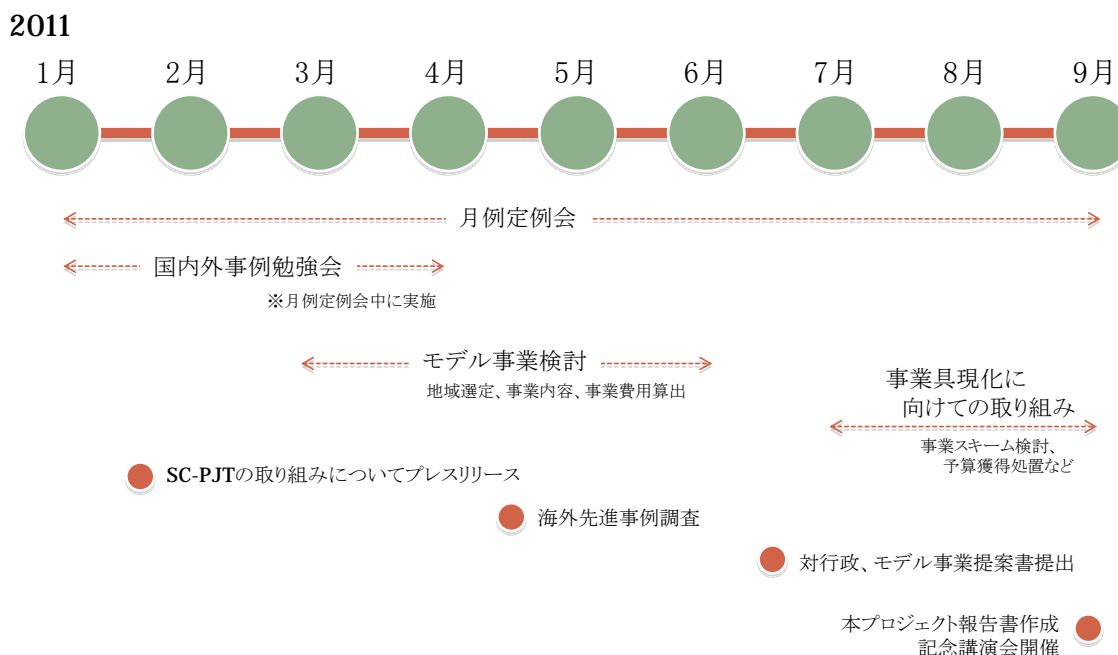 2011
1月 2月 3月 4月 5月 6月 7月 8月 9月
月例定例会
国内外事例勉強会
※月例定例会中に実施
モデル事業検討
地域選定、事業内容、事業費用算出
事業具現化に
向けての取り組み
事業スキーム検討、
予算獲得処置など
SC-PJTの取り組みについてプレスリリース
海外先進事例調査
対行政、モデル事業提案書提出
本プロジェクト報告書作成
記念講演会開催